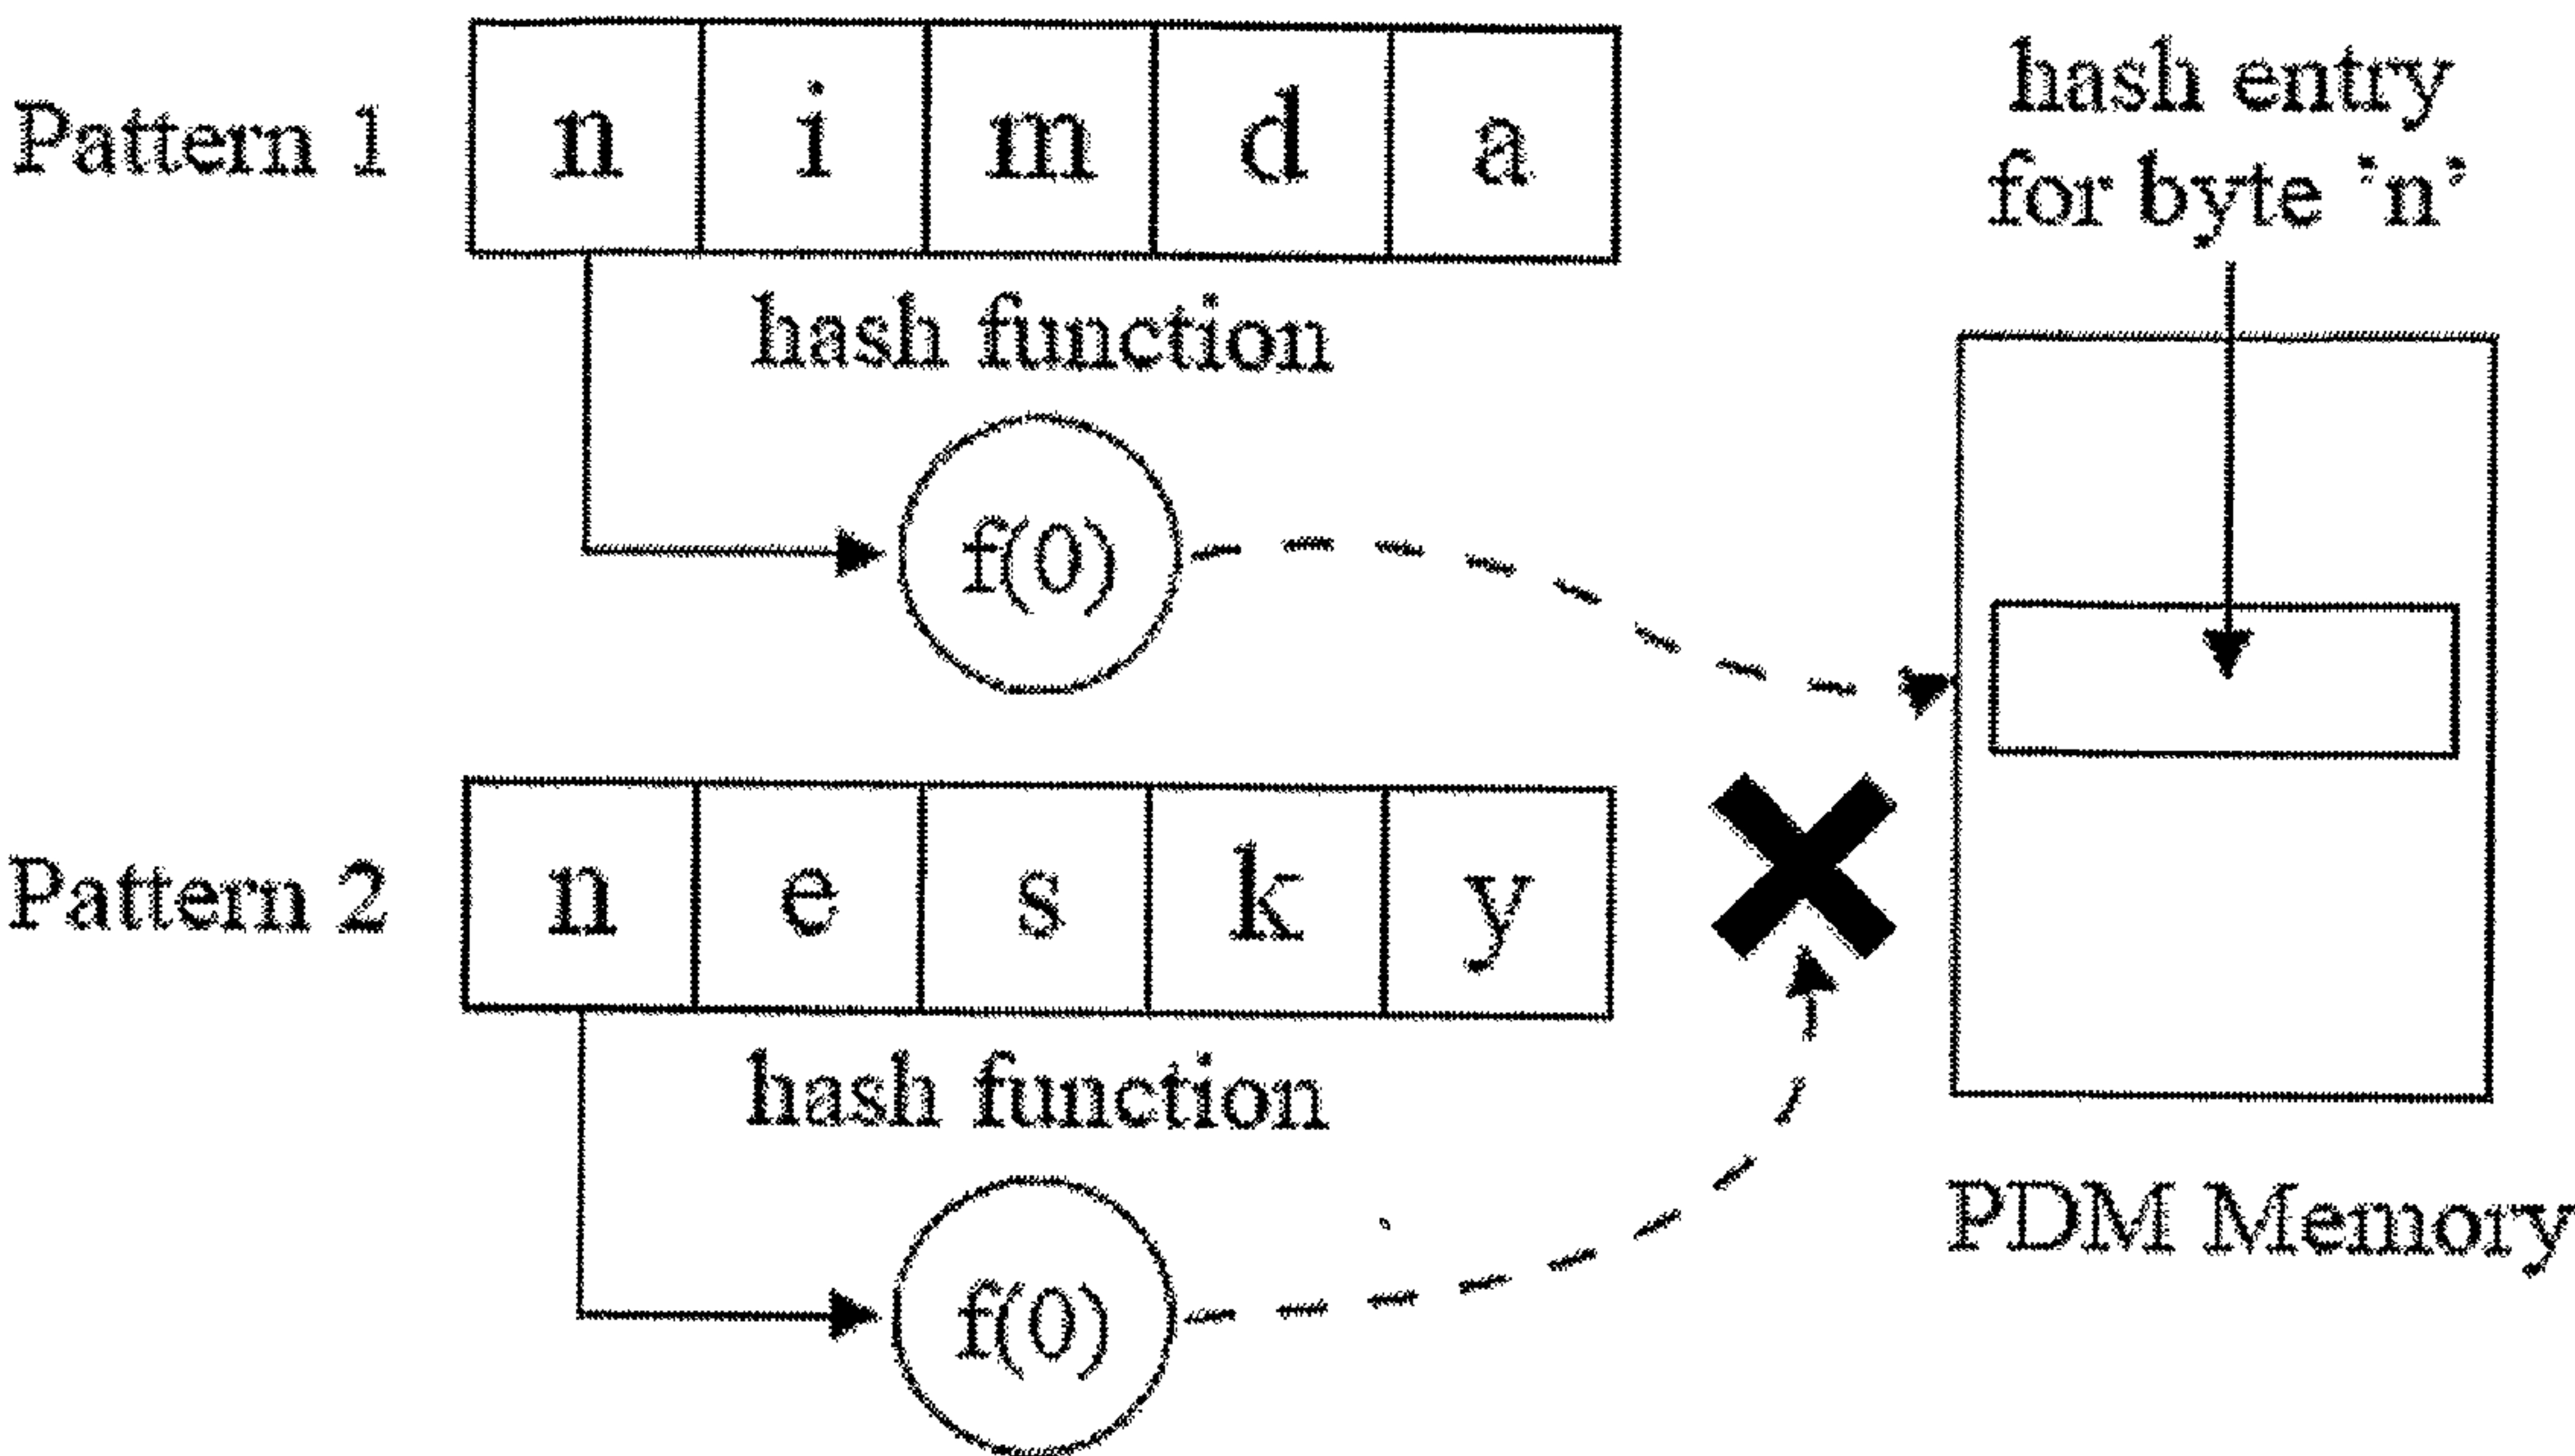 Pattern 1
n i m d a
hash entry
for byte 'n'
hash function
f(0)
Pattern 2
n e s k y
hash function
f(0)
PDM Memory